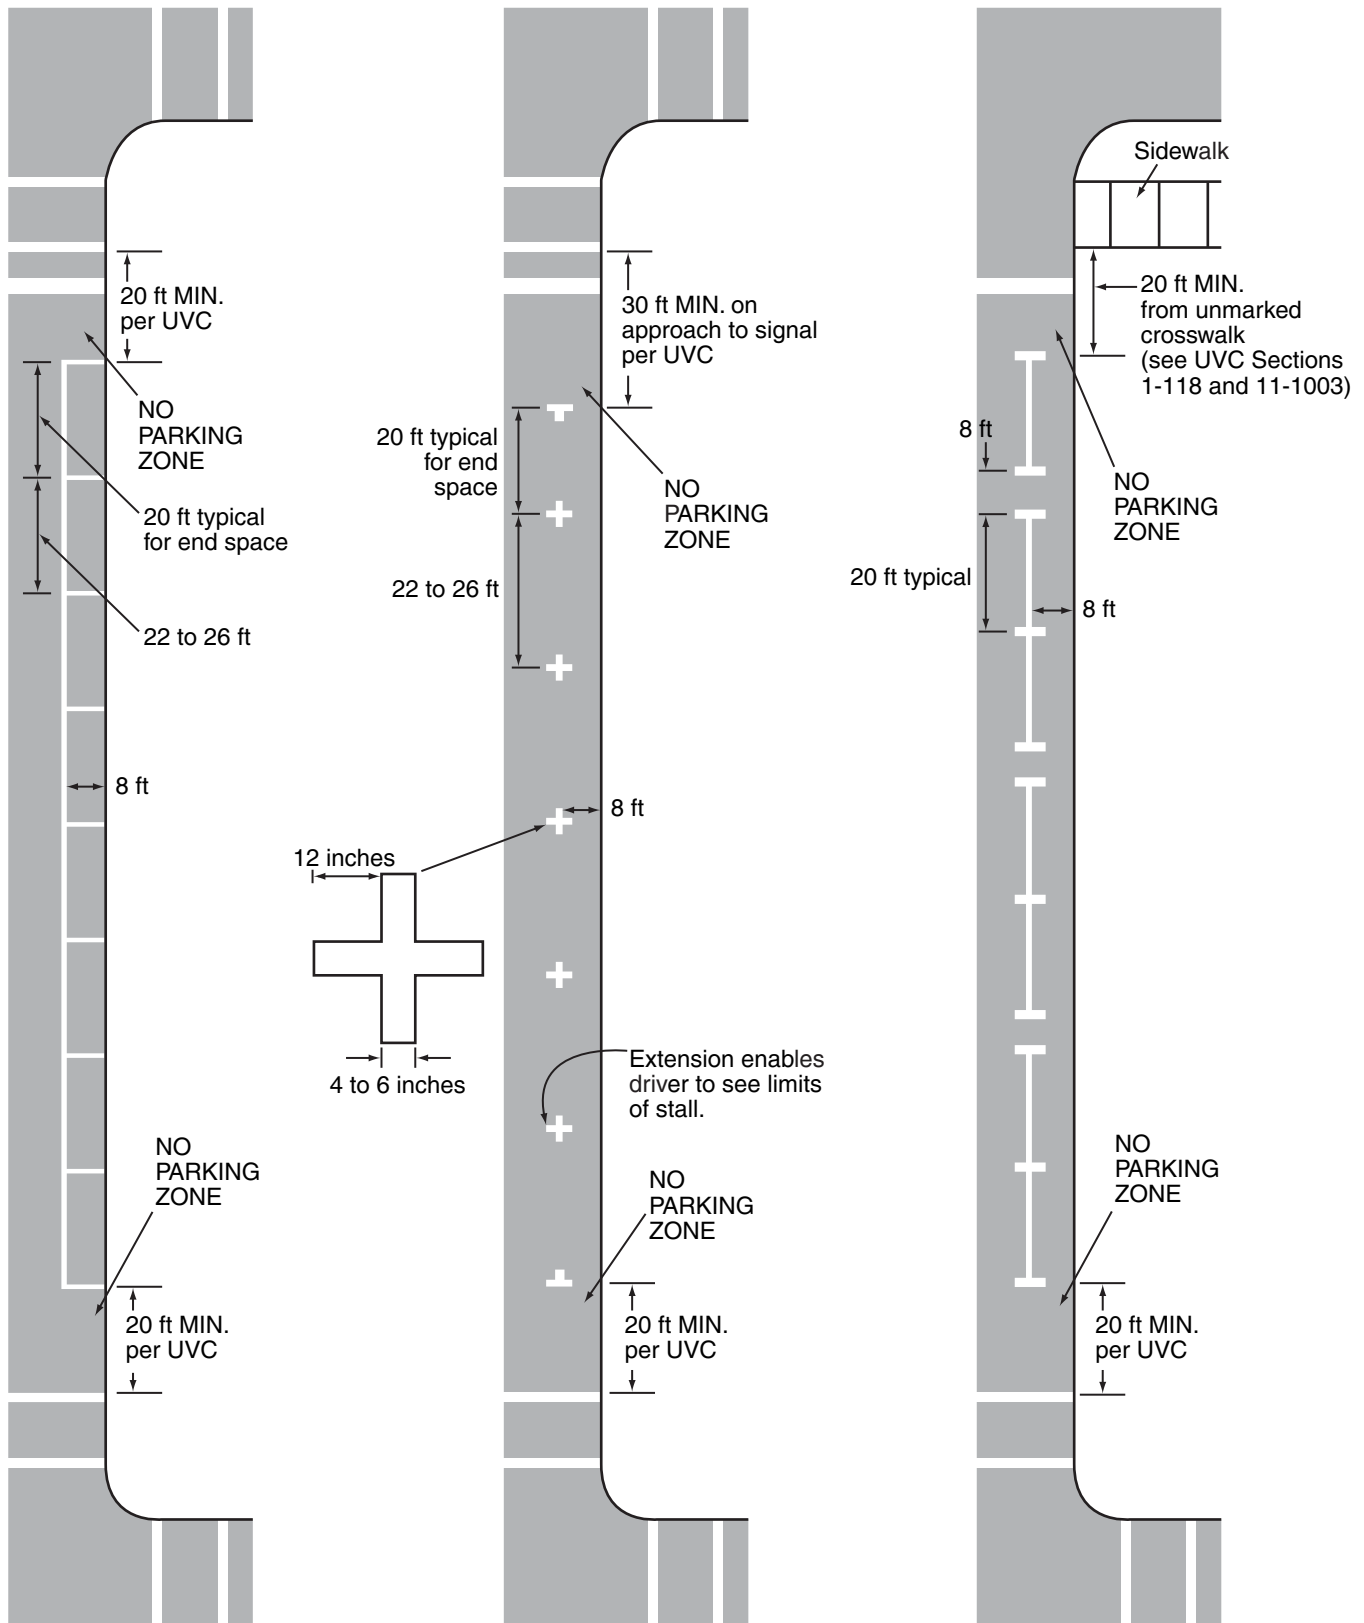 20 ft MIN.
per UVC
NO
PARKING
ZONE
20 ft typical
for end space
22 to 26 ft
8 ft
NO
PARKING
ZONE
20 ft MIN.
per UVC
30 ft MIN. on
approach to signal
per UVC
20 ft typical
for end
space
NO
PARKING
ZONE
22 to 26 ft
8 ft
12 inches
4 to 6 inches
Extension enables
driver to see limits
of stall.
NO
PARKING
ZONE
20 ft MIN.
per UVC
Sidewalk
20 ft MIN.
from unmarked
crosswalk
(see UVC Sections
1-118 and 11-1003)
8 ft
NO
PARKING
ZONE
20 ft typical
8 ft
NO
PARKING
ZONE
20 ft MIN.
per UVC